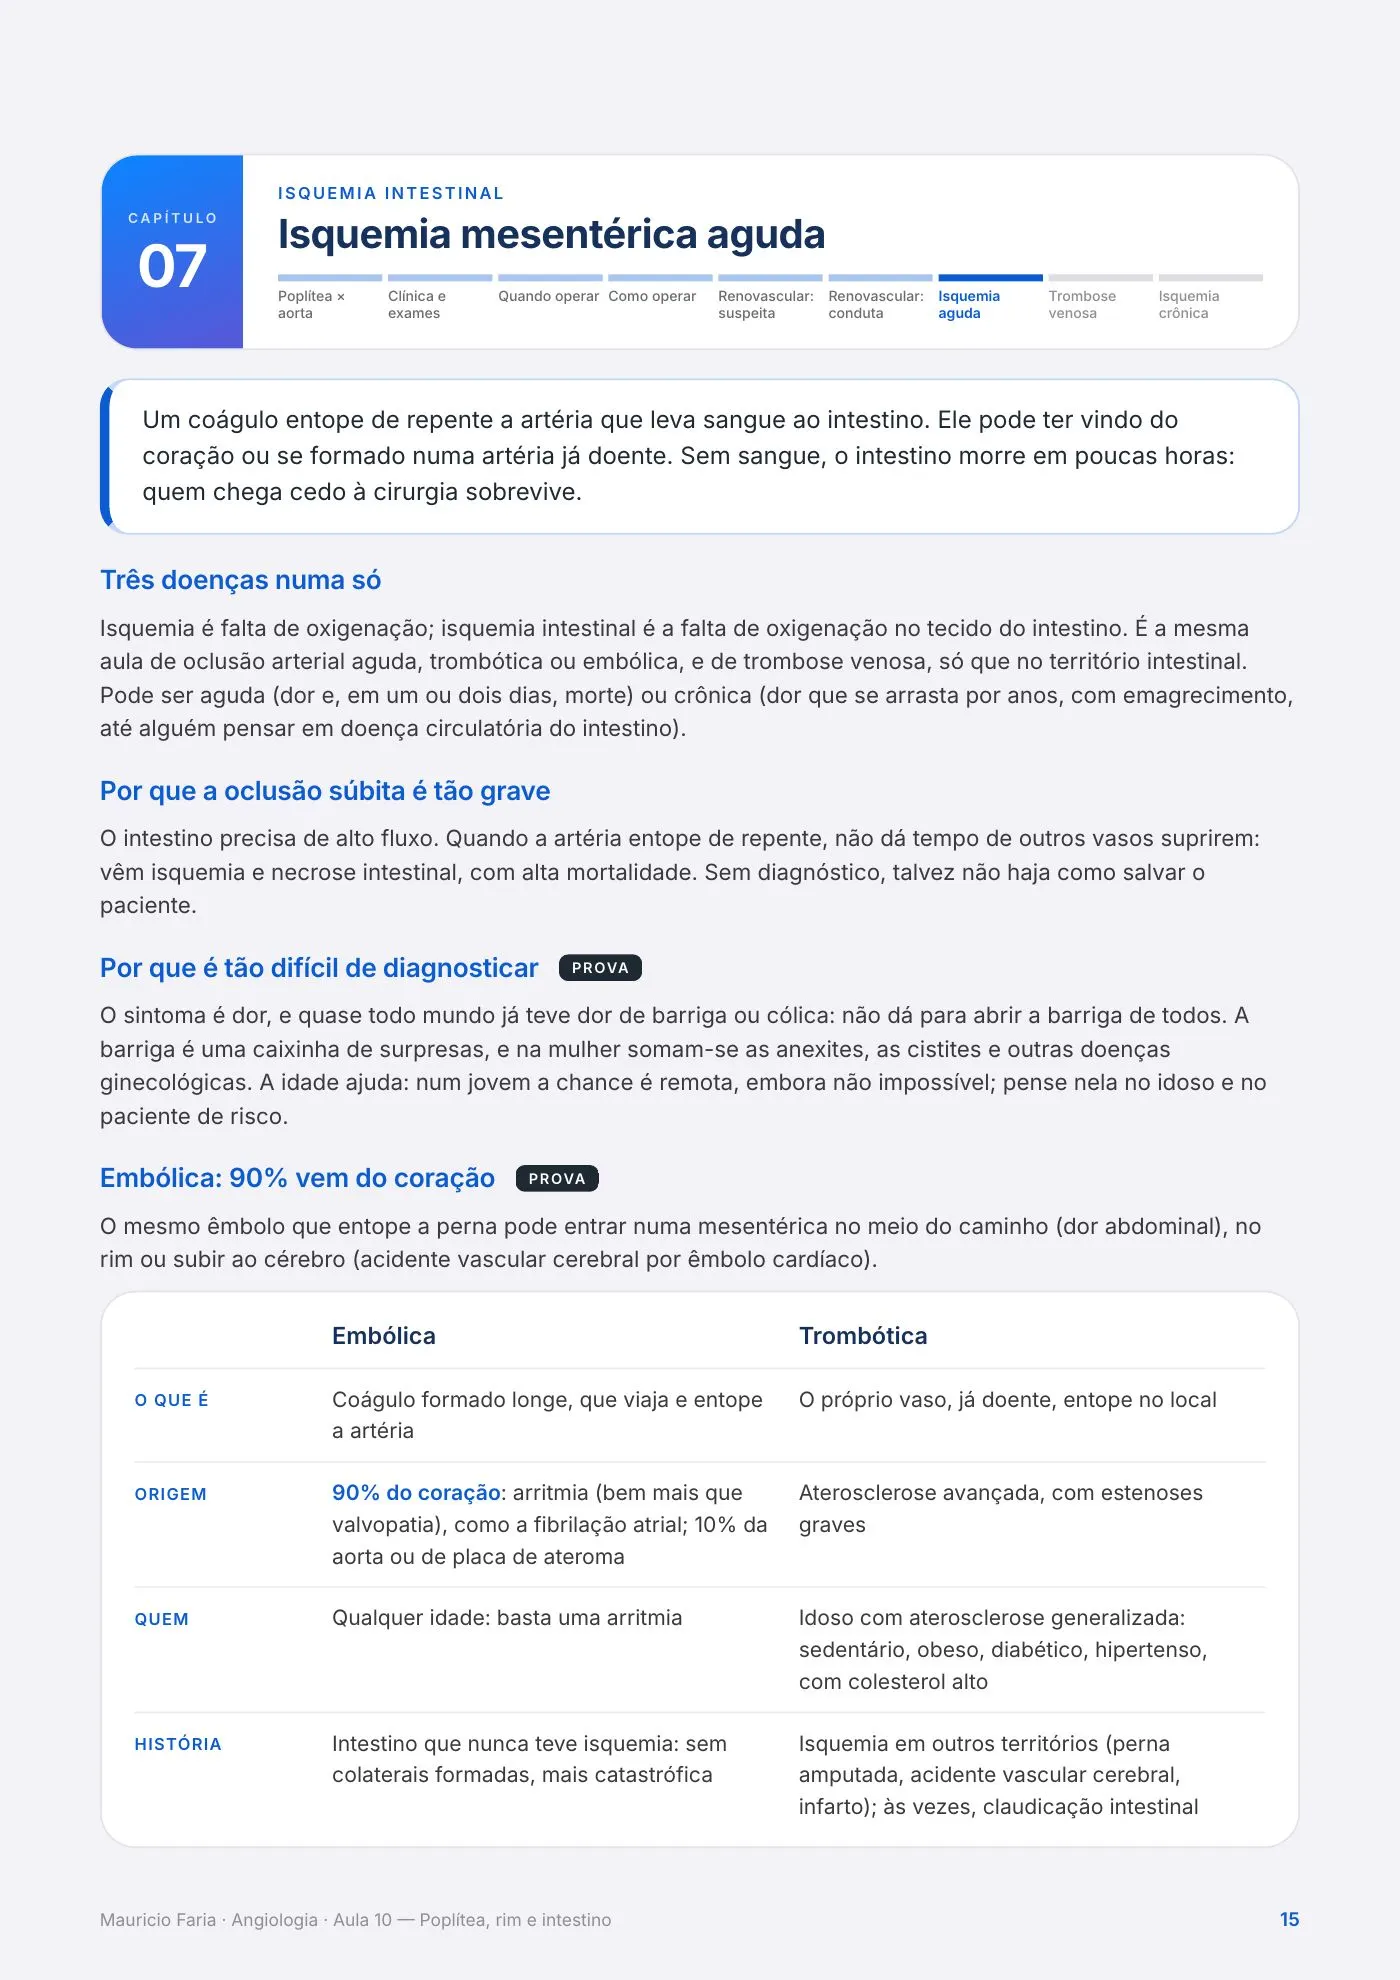 CAPÍTULO
07
ISQUEMIA INTESTINAL
Isquemia mesentérica aguda
Poplítea ×
aorta
Clínica e
exames
Quando operar
Como operar
Renovascular:
suspeita
Renovascular:
conduta
Isquemia
aguda
Trombose
venosa
Isquemia
crônica
Um coágulo entope de repente a artéria que leva sangue ao intestino. Ele pode ter vindo do
coração ou se formado numa artéria já doente. Sem sangue, o intestino morre em poucas horas:
quem chega cedo à cirurgia sobrevive.
Três doenças numa só
Isquemia é falta de oxigenação; isquemia intestinal é a falta de oxigenação no tecido do intestino. É a mesma
aula de oclusão arterial aguda, trombótica ou embólica, e de trombose venosa, só que no território intestinal.
Pode ser aguda (dor e, em um ou dois dias, morte) ou crônica (dor que se arrasta por anos, com emagrecimento,
até alguém pensar em doença circulatória do intestino).
Por que a oclusão súbita é tão grave
O intestino precisa de alto fluxo. Quando a artéria entope de repente, não dá tempo de outros vasos suprirem:
vêm isquemia e necrose intestinal, com alta mortalidade. Sem diagnóstico, talvez não haja como salvar o
paciente.
Por que é tão difícil de diagnosticar PROVA
O sintoma é dor, e quase todo mundo já teve dor de barriga ou cólica: não dá para abrir a barriga de todos. A
barriga é uma caixinha de surpresas, e na mulher somam-se as anexites, as cistites e outras doenças
ginecológicas. A idade ajuda: num jovem a chance é remota, embora não impossível; pense nela no idoso e no
paciente de risco.
Embólica: 90% vem do coração PROVA
O mesmo êmbolo que entope a perna pode entrar numa mesentérica no meio do caminho (dor abdominal), no
rim ou subir ao cérebro (acidente vascular cerebral por êmbolo cardíaco).
Embólica
Trombótica
O QUE É
Coágulo formado longe, que viaja e entope
a artéria
O próprio vaso, já doente, entope no local
ORIGEM
90% do coração: arritmia (bem mais que
valvopatia), como a fibrilação atrial; 10% da
aorta ou de placa de ateroma
Aterosclerose avançada, com estenoses
graves
QUEM
Qualquer idade: basta uma arritmia
Idoso com aterosclerose generalizada:
sedentário, obeso, diabético, hipertenso,
com colesterol alto
HISTÓRIA
Intestino que nunca teve isquemia: sem
colaterais formadas, mais catastrófica
Isquemia em outros territórios (perna
amputada, acidente vascular cerebral,
infarto); às vezes, claudicação intestinal
Mauricio Faria · Angiologia · Aula 10 — Poplítea, rim e intestino
15